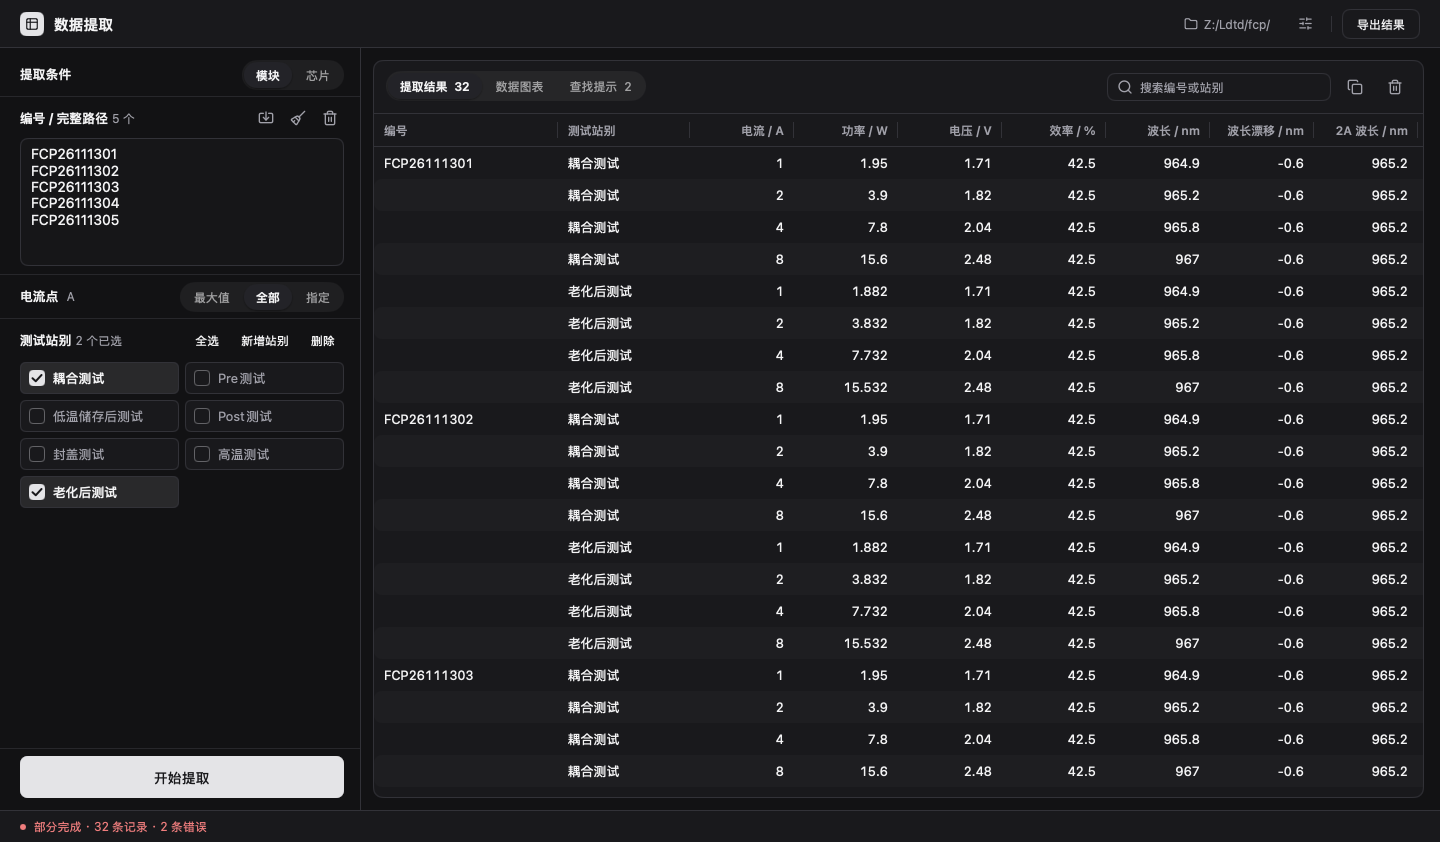 数据提取
Z:/Ldtd/fcp/
导出结果
提取条件
模块 芯片
编号 / 完整路径 5 个
FCP26111301
FCP26111302
FCP26111303
FCP26111304
FCP26111305
电流点 A
最大值 全部 指定
测试站别 2 个已选
全选 新增站别 删除
耦合测试 Pre 测试
低温储存后测试 Post 测试
封盖测试 高温测试
老化后测试
开始提取
提取结果 32 数据图表 查找提示 2
搜索编号或站别
编号 测试站别 电流 / A 功率 / W 电压 / V 效率 / % 波长 / nm 波长漂移 / nm 2A 波长 / nm
FCP26111301 耦合测试 1 1.95 1.71 42.5 964.9 -0.6 965.2
耦合测试 2 3.9 1.82 42.5 965.2 -0.6 965.2
耦合测试 4 7.8 2.04 42.5 965.8 -0.6 965.2
耦合测试 8 15.6 2.48 42.5 967 -0.6 965.2
老化后测试 1 1.882 1.71 42.5 964.9 -0.6 965.2
老化后测试 2 3.832 1.82 42.5 965.2 -0.6 965.2
老化后测试 4 7.732 2.04 42.5 965.8 -0.6 965.2
老化后测试 8 15.532 2.48 42.5 967 -0.6 965.2
FCP26111302 耦合测试 1 1.95 1.71 42.5 964.9 -0.6 965.2
耦合测试 2 3.9 1.82 42.5 965.2 -0.6 965.2
耦合测试 4 7.8 2.04 42.5 965.8 -0.6 965.2
耦合测试 8 15.6 2.48 42.5 967 -0.6 965.2
老化后测试 1 1.882 1.71 42.5 964.9 -0.6 965.2
老化后测试 2 3.832 1.82 42.5 965.2 -0.6 965.2
老化后测试 4 7.732 2.04 42.5 965.8 -0.6 965.2
老化后测试 8 15.532 2.48 42.5 967 -0.6 965.2
FCP26111303 耦合测试 1 1.95 1.71 42.5 964.9 -0.6 965.2
耦合测试 2 3.9 1.82 42.5 965.2 -0.6 965.2
耦合测试 4 7.8 2.04 42.5 965.8 -0.6 965.2
耦合测试 8 15.6 2.48 42.5 967 -0.6 965.2
部分完成 · 32 条记录 · 2 条错误